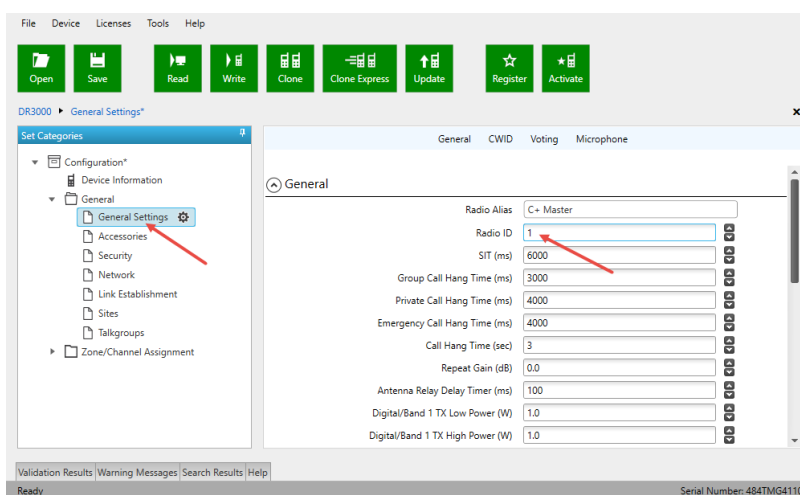 File Device Licenses Tools Help
Open Save Read Write Clone Clone Express Update Register Activate
DR3000 General Settings*
Set Categories
General CWID Voting Microphone
Configuration*
Device Information
General
General Settings
Accessories
Security
Network
Link Establishment
Sites
Talkgroups
Zone/Channel Assignment
General
Radio Alias C+ Master
Radio ID 1
SIT (ms) 6000
Group Call Hang Time (ms) 3000
Private Call Hang Time (ms) 4000
Emergency Call Hang Time (ms) 4000
Call Hang Time (sec) 3
Repeat Gain (dB) 0.0
Antenna Relay Delay Timer (ms) 100
Digital/Band 1 TX Low Power (W) 1.0
Digital/Band 1 TX High Power (W) 1.0
Validation Results Warning Messages Search Results Help
Ready Serial Number: 484TMG4110